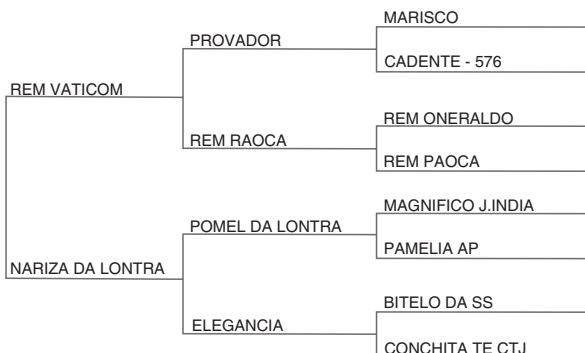 MARISCO
PROVADOR
CADENTE - 576
REM VATICOM
REM ONERALDO
REM RAOCA
REM PAOCA
MAGNIFICO J.INDIA
POMEL DA LONTRA
PAMELIA AP
NARIZA DA LONTRA
BITELO DA SS
ELEGANCIA
CONCHITA TE CTJ